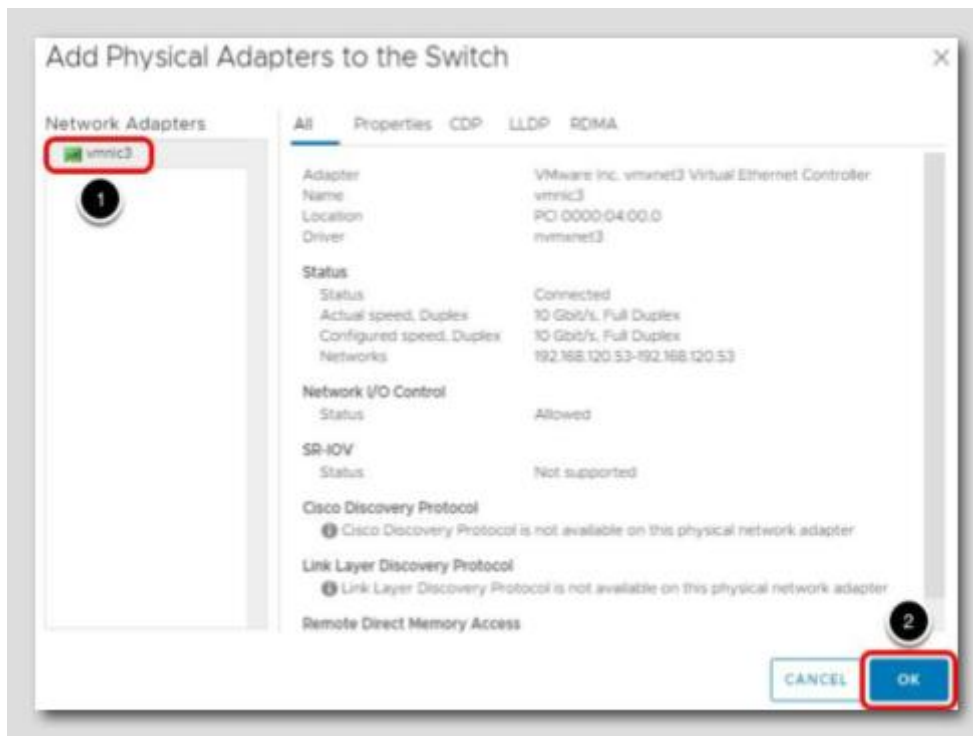 Add Physical Adapters to the Switch
Network Adapters
vmnic3
1
All Properties CDP LLDP RDMA
Adapter VMware Inc. vmxnet3 Virtual Ethernet Controller
Name vmnic3
Location PCI 0000:04:00.0
Driver nvmxnet3
Status
Status Connected
Actual speed, Duplex 10 Gbit/s, Full Duplex
Configured speed, Duplex 10 Gbit/s, Full Duplex
Networks 192.168.120.53-192.168.120.53
Network I/O Control
Status Allowed
SR-IOV
Status Not supported
Cisco Discovery Protocol
Cisco Discovery Protocol is not available on this physical network adapter
Link Layer Discovery Protocol
Link Layer Discovery Protocol is not available on this physical network adapter
Remote Direct Memory Access
2
CANCEL OK